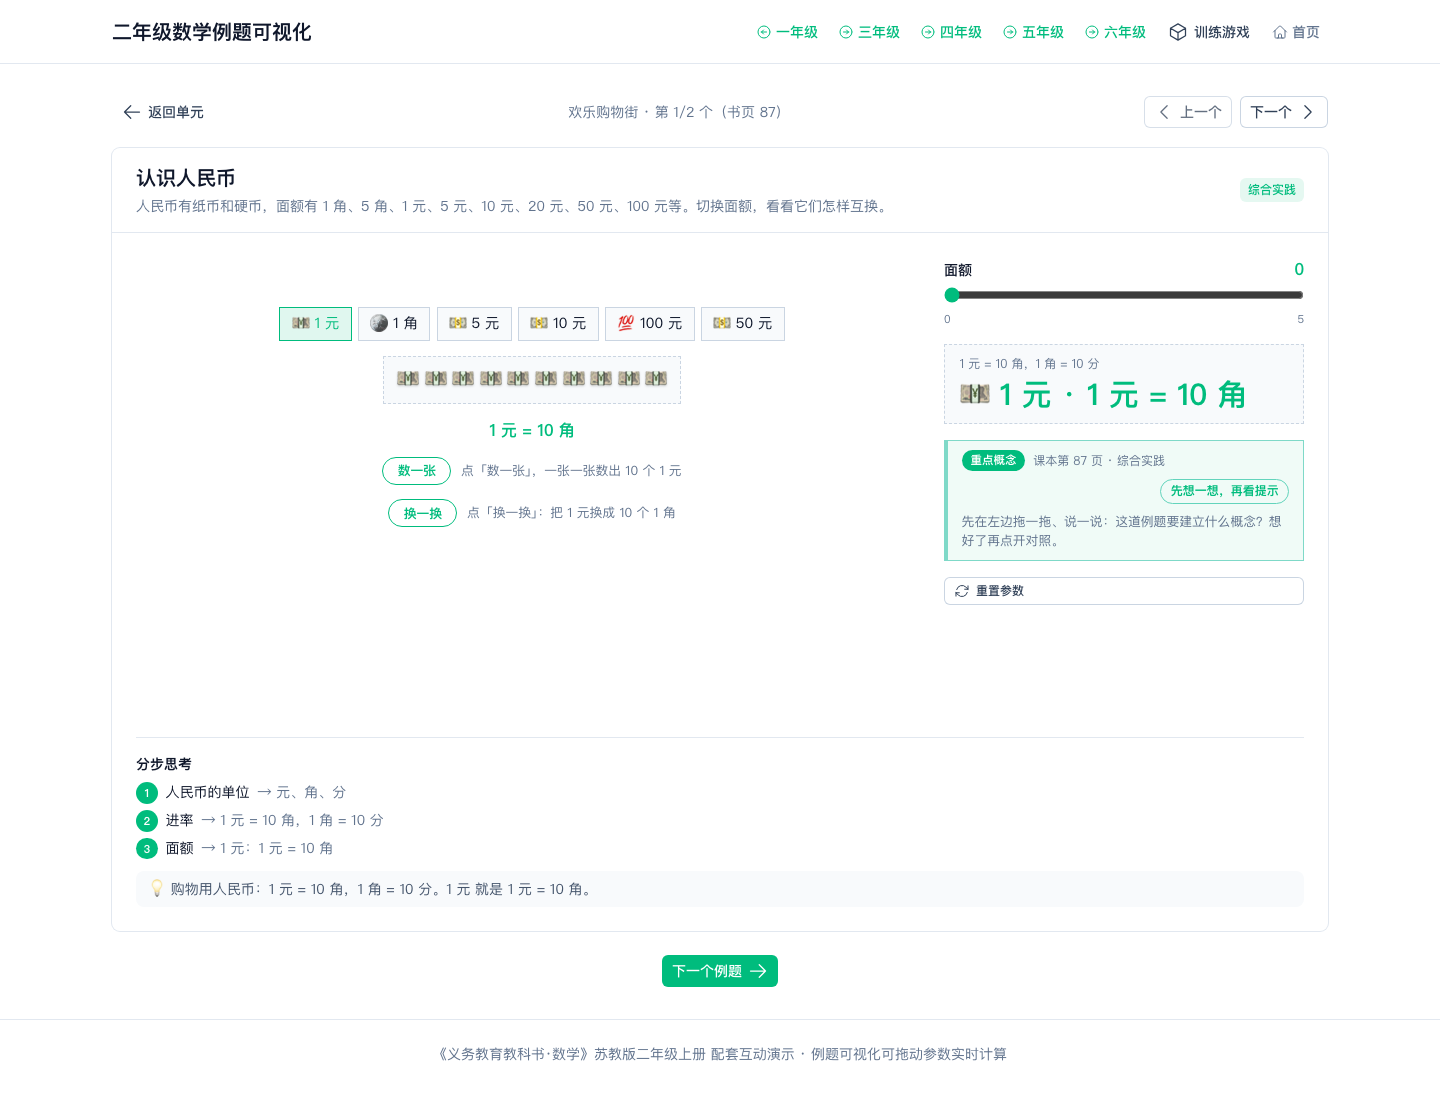 二年级数学例题可视化
一年级 三年级 四年级 五年级 六年级 训练游戏 首页
返回单元
欢乐购物街 · 第 1/2 个（书页 87）
上一个 下一个
认识人民币
人民币有纸币和硬币，面额有 1 角、5 角、1 元、5 元、10 元、20 元、50 元、100 元等。切换面额，看看它们怎样互换。
综合实践
1 元 1 角 5 元 10 元 💯 100 元 50 元
1 元 = 10 角
数一张 点「数一张」，一张一张数出 10 个 1 元
换一换 点「换一换」：把 1 元换成 10 个 1 角
面额 0
0 5
1 元 = 10 角，1 角 = 10 分
1 元 · 1 元 = 10 角
重点概念 课本第 87 页 · 综合实践
先想一想，再看提示
先在左边拖一拖、说一说：这道例题要建立什么概念？想
好了再点开对照。
重置参数
分步思考
1 人民币的单位 → 元、角、分
2 进率 → 1 元 = 10 角，1 角 = 10 分
3 面额 → 1 元：1 元 = 10 角
购物用人民币：1 元 = 10 角，1 角 = 10 分。1 元 就是 1 元 = 10 角。
下一个例题
《义务教育教科书·数学》苏教版二年级上册 配套互动演示 · 例题可视化可拖动参数实时计算